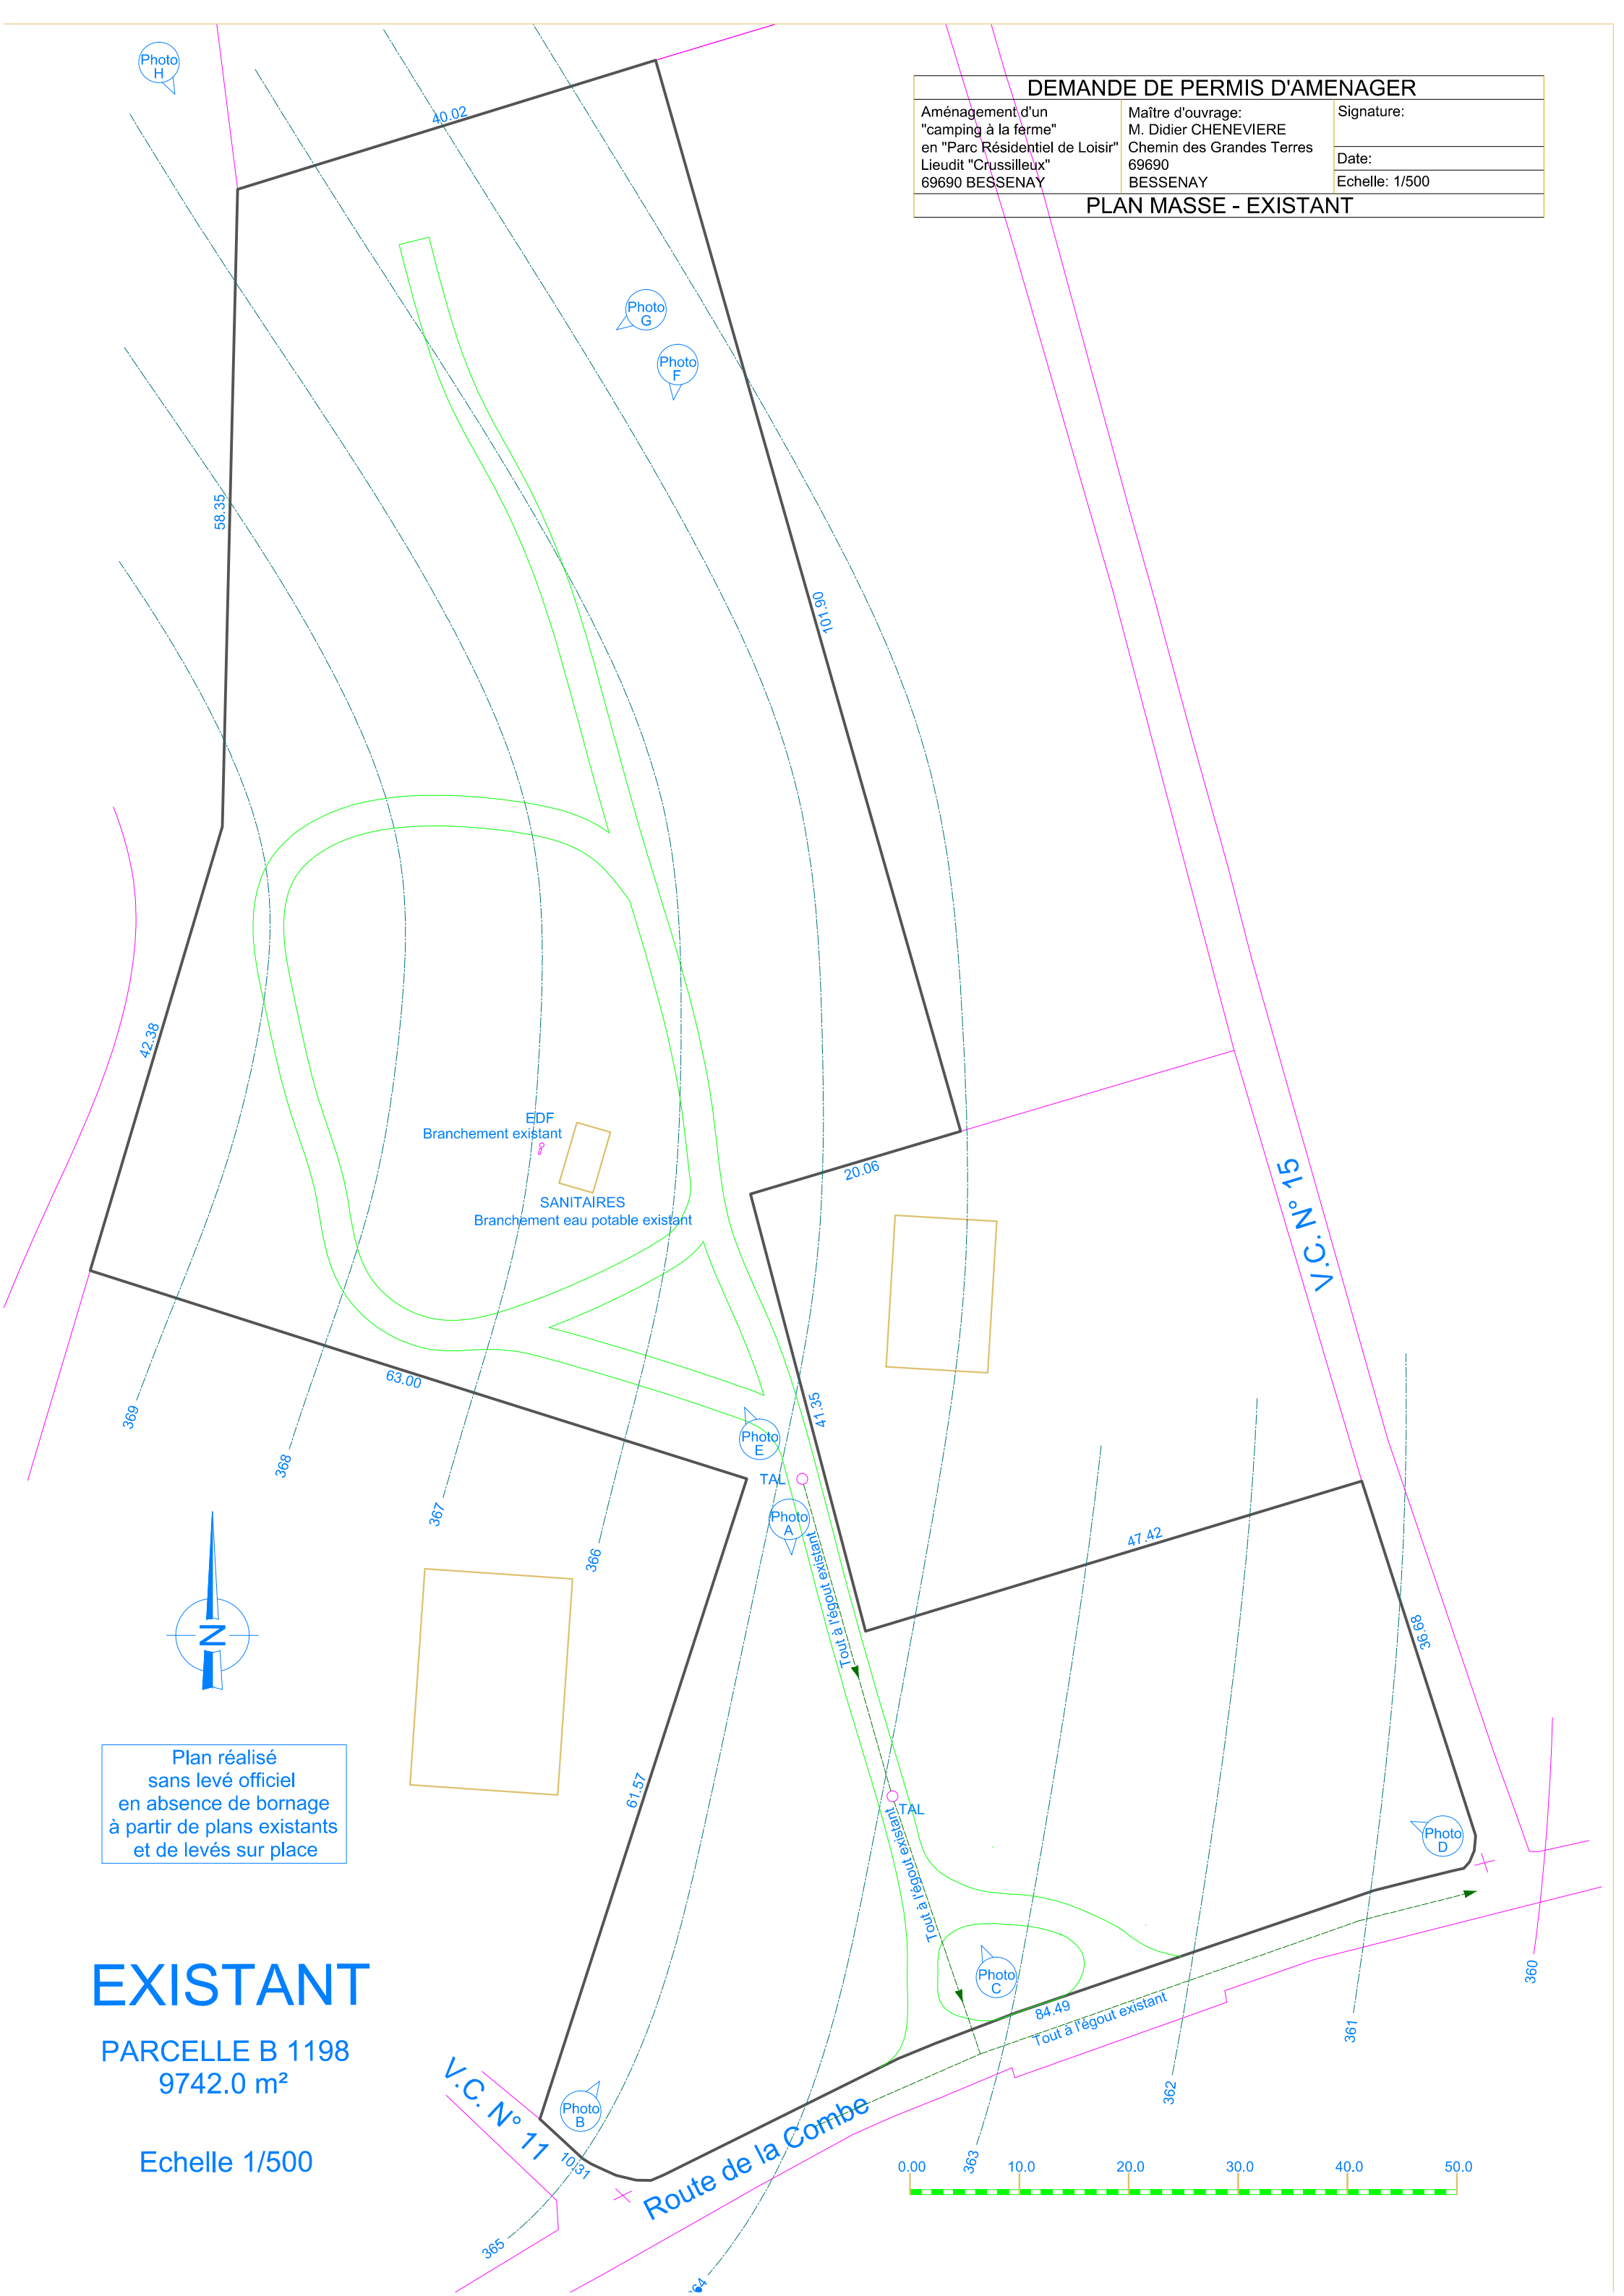 Photo
H
40.02
DEMANDE DE PERMIS D'AMENAGER
Aménagement d'un
"camping à la ferme"
en "Parc Résidentiel de Loisir"
Lieudit "Crussilleux"
69690 BESSENAY
Maître d'ouvrage:
M. Didier CHENEVIERE
Chemin des Grandes Terres
69690
BESSENAY
Signature:
Date:
Echelle: 1/500
PLAN MASSE - EXISTANT
Photo
G
Photo
F
58.35
101.90
42.38
EDF
Branchement existant
SANITAIRES
Branchement eau potable existant
20.06
V.C. N° 15
63.00
41.35
369
368
367
366
Photo
E
TAL
Photo
A
Tout à l'égout existant
47.42
36.68
N
Plan réalisé
sans levé officiel
en absence de bornage
à partir de plans existants
et de levés sur place
61.57
TAL
Tout à l'égout existant
Photo
D
Photo
C
84.49
Tout à l'égout existant
360
361
362
363
EXISTANT
PARCELLE B 1198
9742.0 m²
Echelle 1/500
V.C. N° 11
Photo
B
10.31
Route de la Combe
365
64
0.00 10.0 20.0 30.0 40.0 50.0